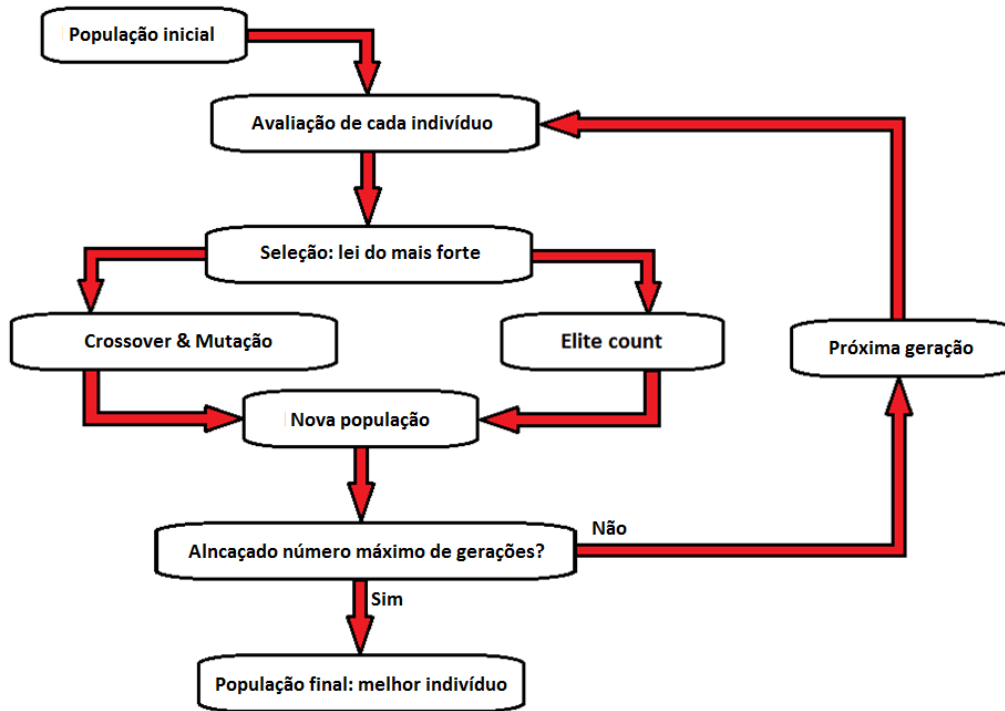 População inicial
Avaliação de cada indivíduo
Seleção: lei do mais forte
Crossover & Mutação
Elite count
Próxima geração
Nova população
Não
Alncaçado número máximo de gerações?
Sim
População final: melhor indivíduo